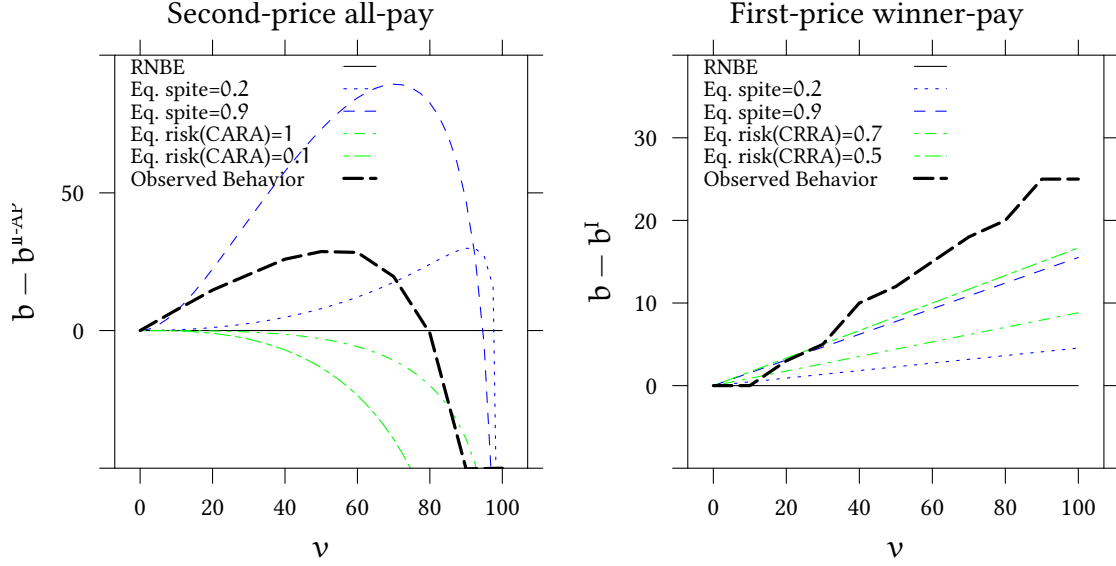 Second-price all-pay
RNBE
Eq. spite=0.2
Eq. spite=0.9
Eq. risk(CARA)=1
Eq. risk(CARA)=0.1
Observed Behavior
50
0
b − b^II-AP
0 20 40 60 80 100
v
First-price winner-pay
RNBE
Eq. spite=0.2
Eq. spite=0.9
Eq. risk(CRRA)=0.7
Eq. risk(CRRA)=0.5
Observed Behavior
30
20
10
0
b − b^I
0 20 40 60 80 100
v